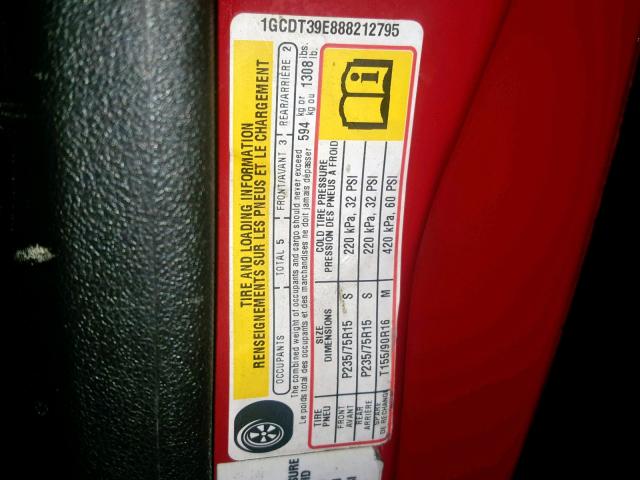 1GCDT39E888212795
TIRE AND LOADING INFORMATION
RENSEIGNEMENTS SUR LES PNEUS ET LE CHARGEMENT
OCCUPANTS TOTAL 5 FRONT/AVANT 3 REAR/ARRIÈRE 2
The combined weight of occupants and cargo should never exceed 594 kg or 1308 lbs.
Le poids total des occupants et des marchandises ne doit jamais dépasser kg ou
TIRE SIZE COLD TIRE PRESSURE
PNEU DIMENSIONS PRESSION DES PNEUS À FROID
FRONT
AVANT P235/75R15 S 220 kPa, 32 PSI
REAR
ARRIÈRE P235/75R15 S 220 kPa, 32 PSI
SPARE
DE RECHANGE T155/90R16 M 420 kPa, 60 PSI